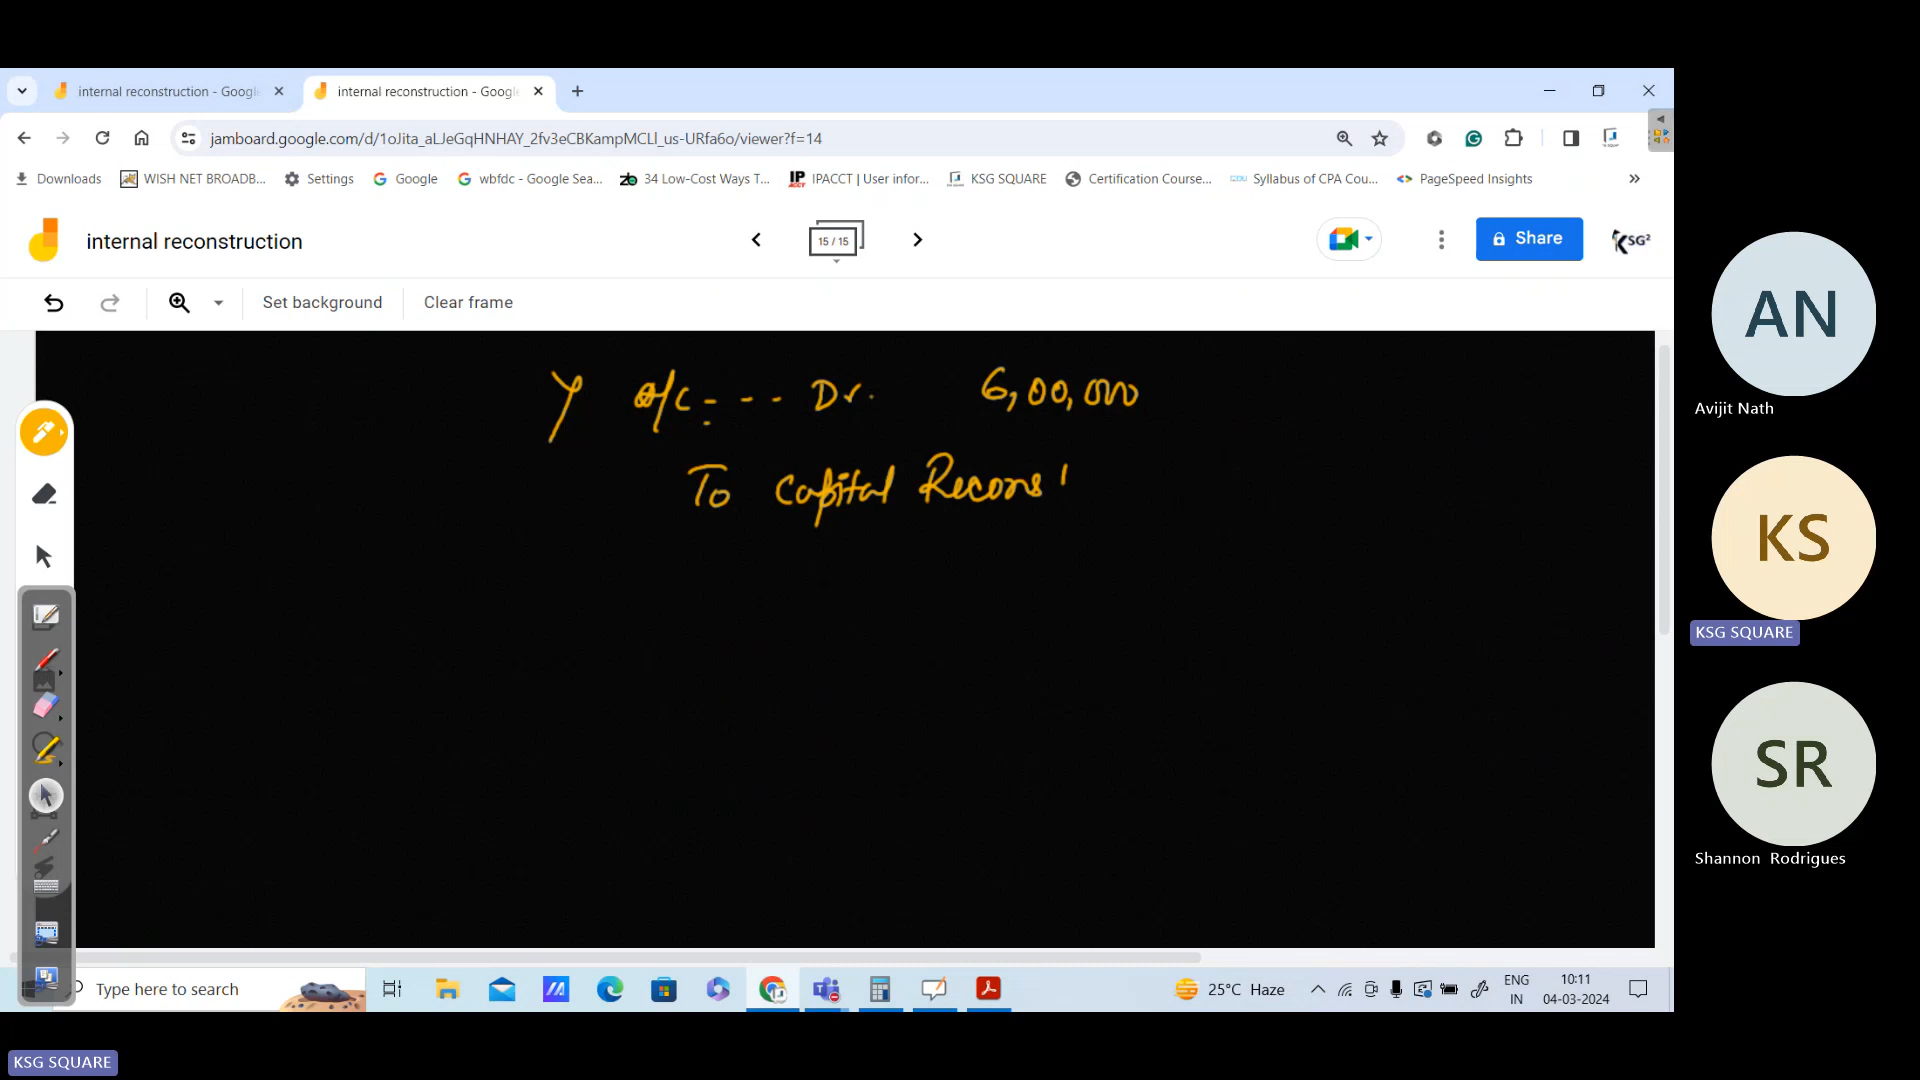 internal reconstruction - Googl
internal reconstruction - Google
jamboard.google.com/d/1oJita_aLJeGqHNHAY_2fv3eCBKampMCLl_us-URfa6o/viewer?f=14
Downloads
WISH NET BROADB...
Settings
Google
wbfdc - Google Sea...
34 Low-Cost Ways T...
IPACCT | User infor...
KSG SQUARE
Certification Course...
Syllabus of CPA Cou...
PageSpeed Insights
»
internal reconstruction
15 / 15
Share
KSG²
Set background
Clear frame
Y a/c - - - Dr. 6,00,000
To Capital Recons
AN
Avijit Nath
KS
KSG SQUARE
SR
Shannon Rodrigues
Type here to search
25°C Haze
ENG
IN
10:11
04-03-2024
KSG SQUARE